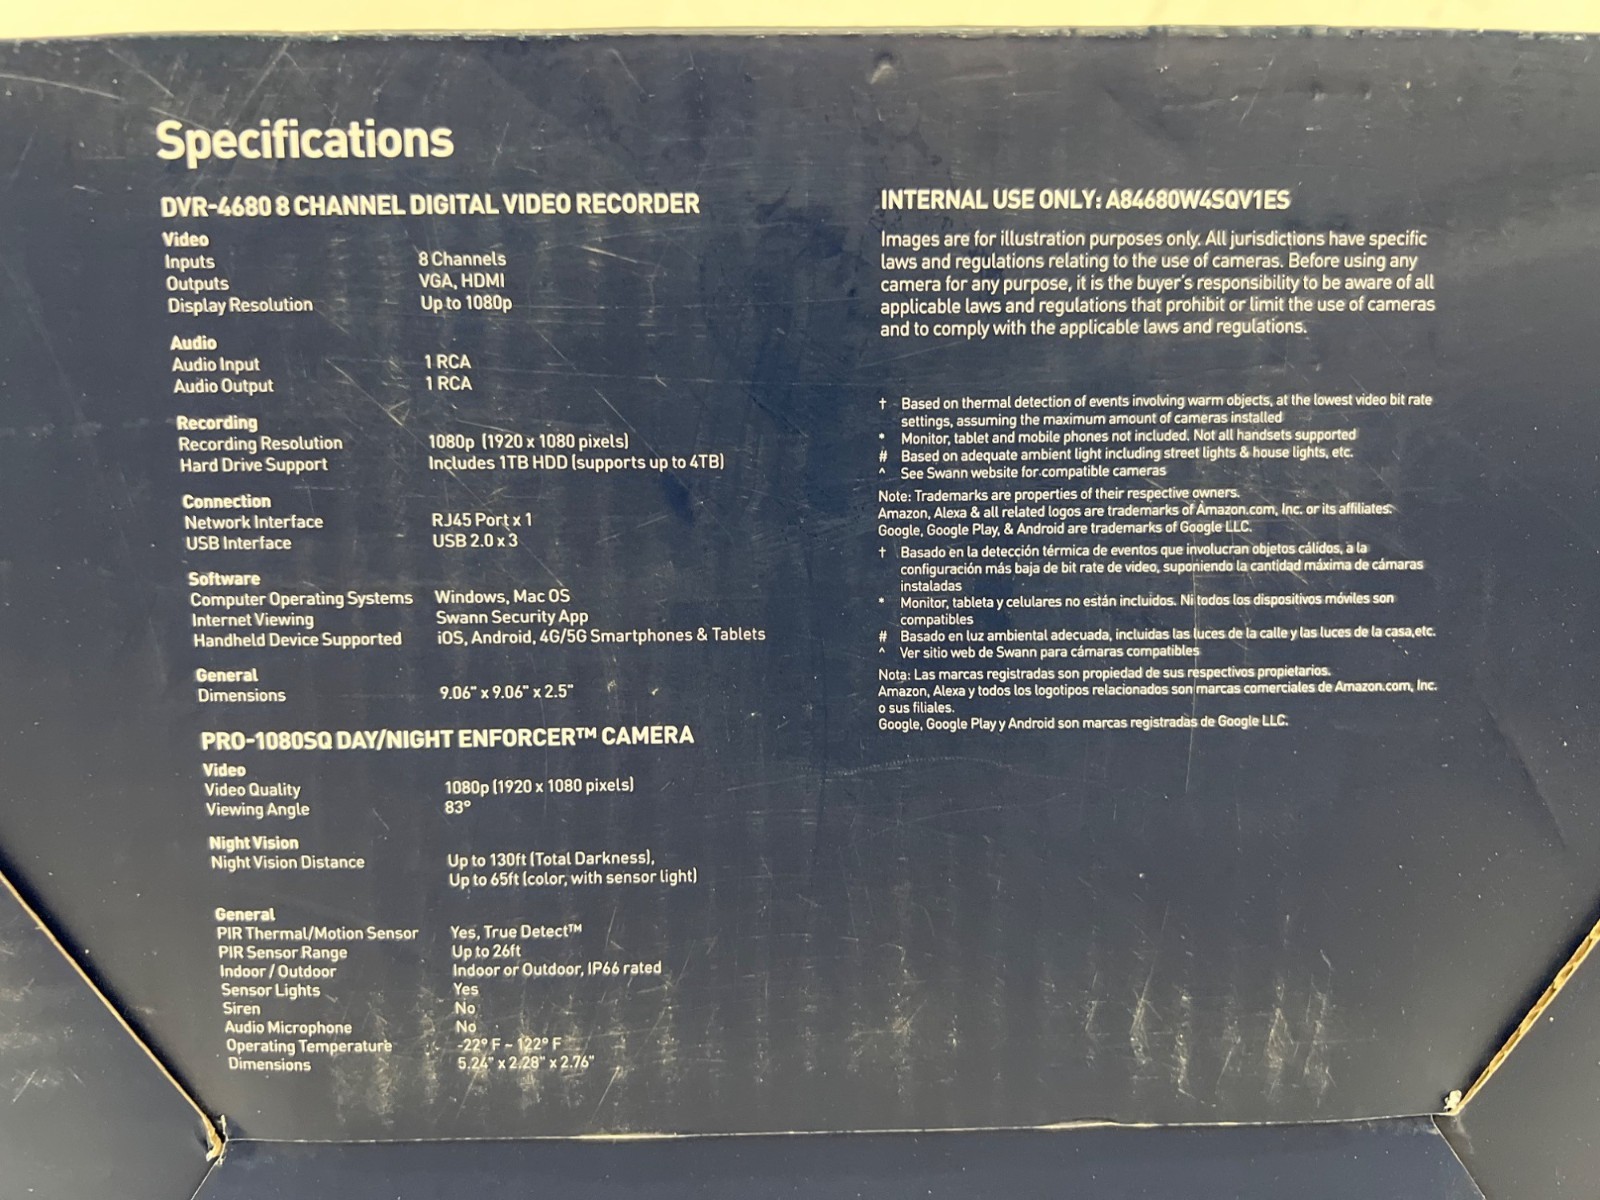 Specifications
DVR-4680 8 CHANNEL DIGITAL VIDEO RECORDER
Video
Inputs 8 Channels
Outputs VGA, HDMI
Display Resolution Up to 1080p
Audio
Audio Input 1 RCA
Audio Output 1 RCA
Recording
Recording Resolution 1080p (1920 x 1080 pixels)
Hard Drive Support Includes 1TB HDD (supports up to 4TB)
Connection
Network Interface RJ45 Port x 1
USB Interface USB 2.0 x 3
Software
Computer Operating Systems Windows, Mac OS
Internet Viewing Swann Security App
Handheld Device Supported iOS, Android, 4G/5G Smartphones & Tablets
General
Dimensions 9.06" x 9.06" x 2.5"
PRO-1080SQ DAY/NIGHT ENFORCER™ CAMERA
Video
Video Quality 1080p (1920 x 1080 pixels)
Viewing Angle 83°
Night Vision
Night Vision Distance Up to 130ft (Total Darkness),
Up to 65ft (color, with sensor light)
General
PIR Thermal/Motion Sensor Yes, True Detect™
PIR Sensor Range Up to 26ft
Indoor / Outdoor Indoor or Outdoor, IP66 rated
Sensor Lights Yes
Siren No
Audio Microphone No
Operating Temperature -22° F ~ 122° F
Dimensions 5.24" x 2.28" x 2.76"
INTERNAL USE ONLY: A84680W4SQV1ES
Images are for illustration purposes only. All jurisdictions have specific
laws and regulations relating to the use of cameras. Before using any
camera for any purpose, it is the buyer's responsibility to be aware of all
applicable laws and regulations that prohibit or limit the use of cameras
and to comply with the applicable laws and regulations.
† Based on thermal detection of events involving warm objects, at the lowest video bit rate
settings, assuming the maximum amount of cameras installed
* Monitor, tablet and mobile phones not included. Not all handsets supported
# Based on adequate ambient light including street lights & house lights, etc.
^ See Swann website for compatible cameras
Note: Trademarks are properties of their respective owners.
Amazon, Alexa & all related logos are trademarks of Amazon.com, Inc. or its affiliates.
Google, Google Play, & Android are trademarks of Google LLC.
† Basado en la detección térmica de eventos que involucran objetos cálidos, a la
configuración más baja de bit rate de video, suponiendo la cantidad máxima de cámaras
instaladas
* Monitor, tableta y celulares no están incluidos. Ni todos los dispositivos móviles son
compatibles
# Basado en luz ambiental adecuada, incluidas las luces de la calle y las luces de la casa,etc.
^ Ver sitio web de Swann para cámaras compatibles
Nota: Las marcas registradas son propiedad de sus respectivos propietarios.
Amazon, Alexa y todos los logotipos relacionados son marcas comerciales de Amazon.com, Inc.
o sus filiales.
Google, Google Play y Android son marcas registradas de Google LLC.